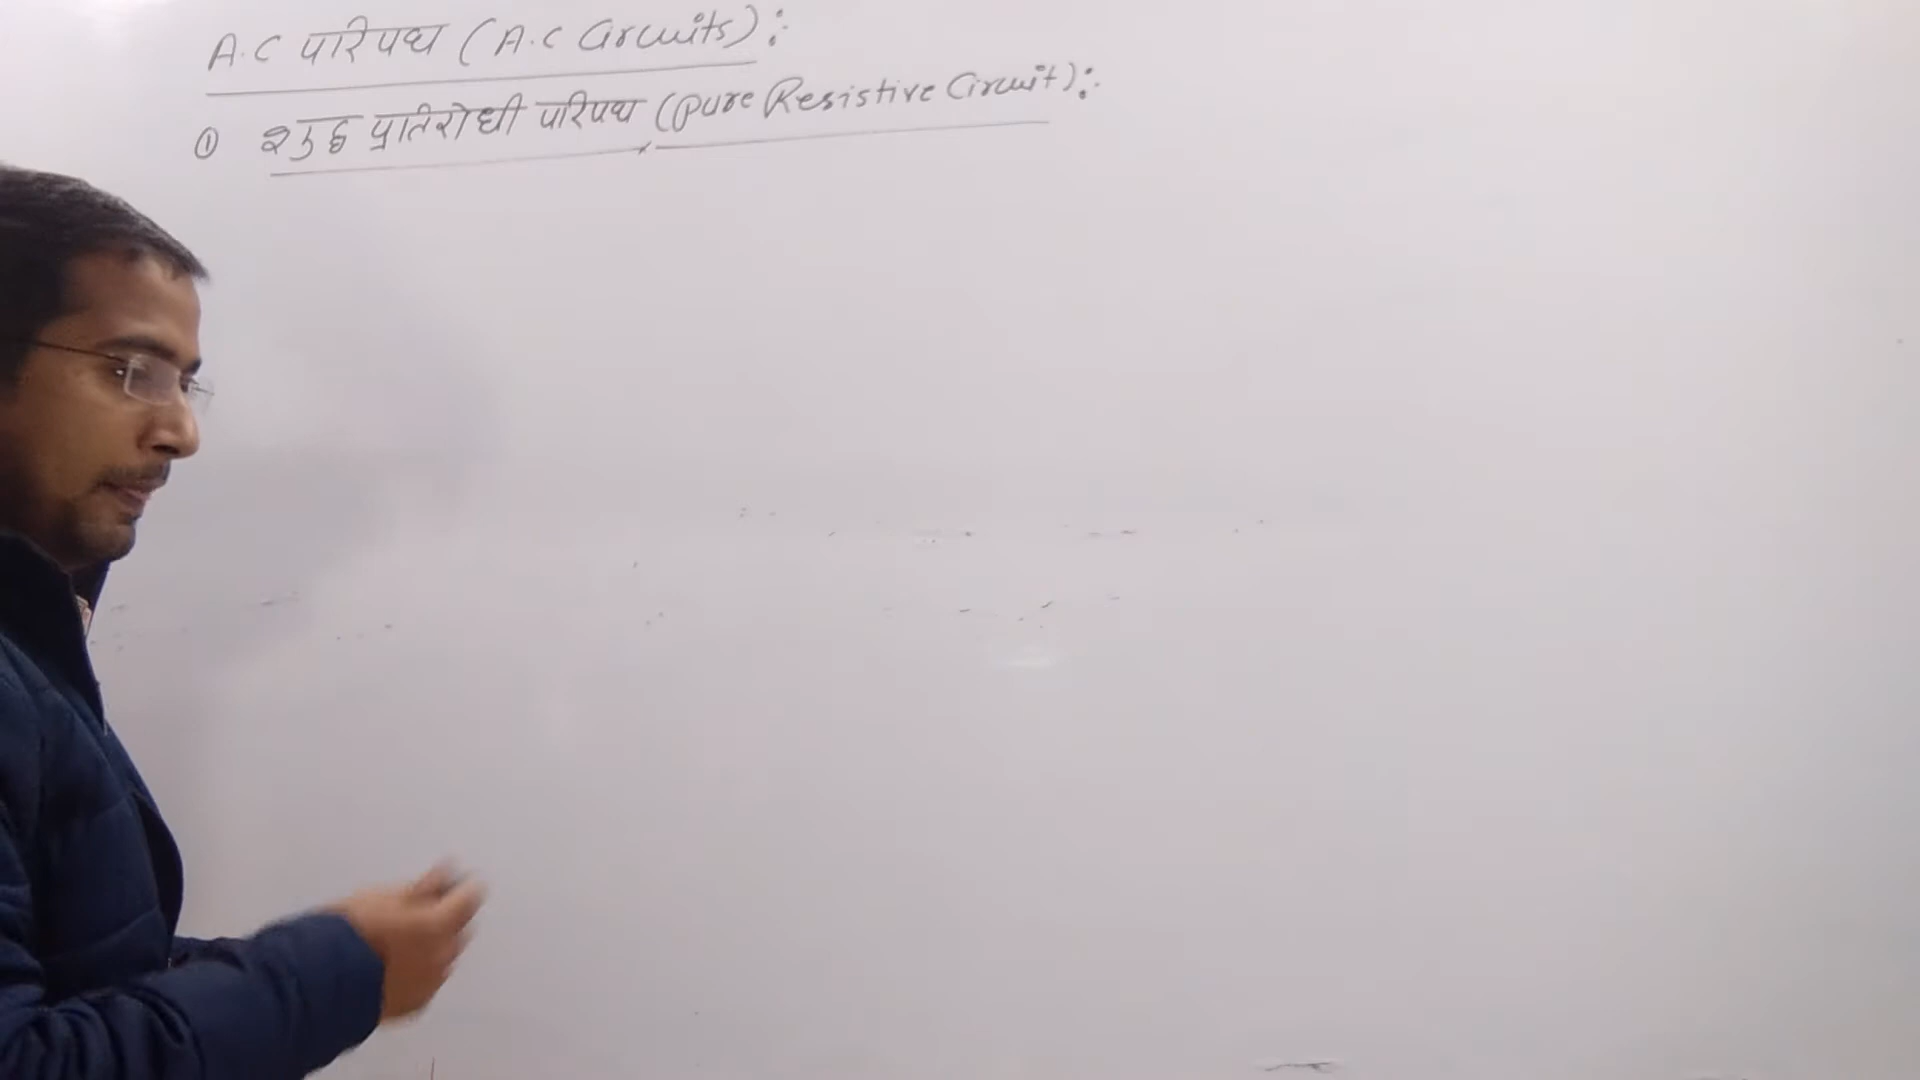 A.C परिपथ (A.C Circuits):
① शुद्ध प्रतिरोधी परिपथ (Pure Resistive Circuit):